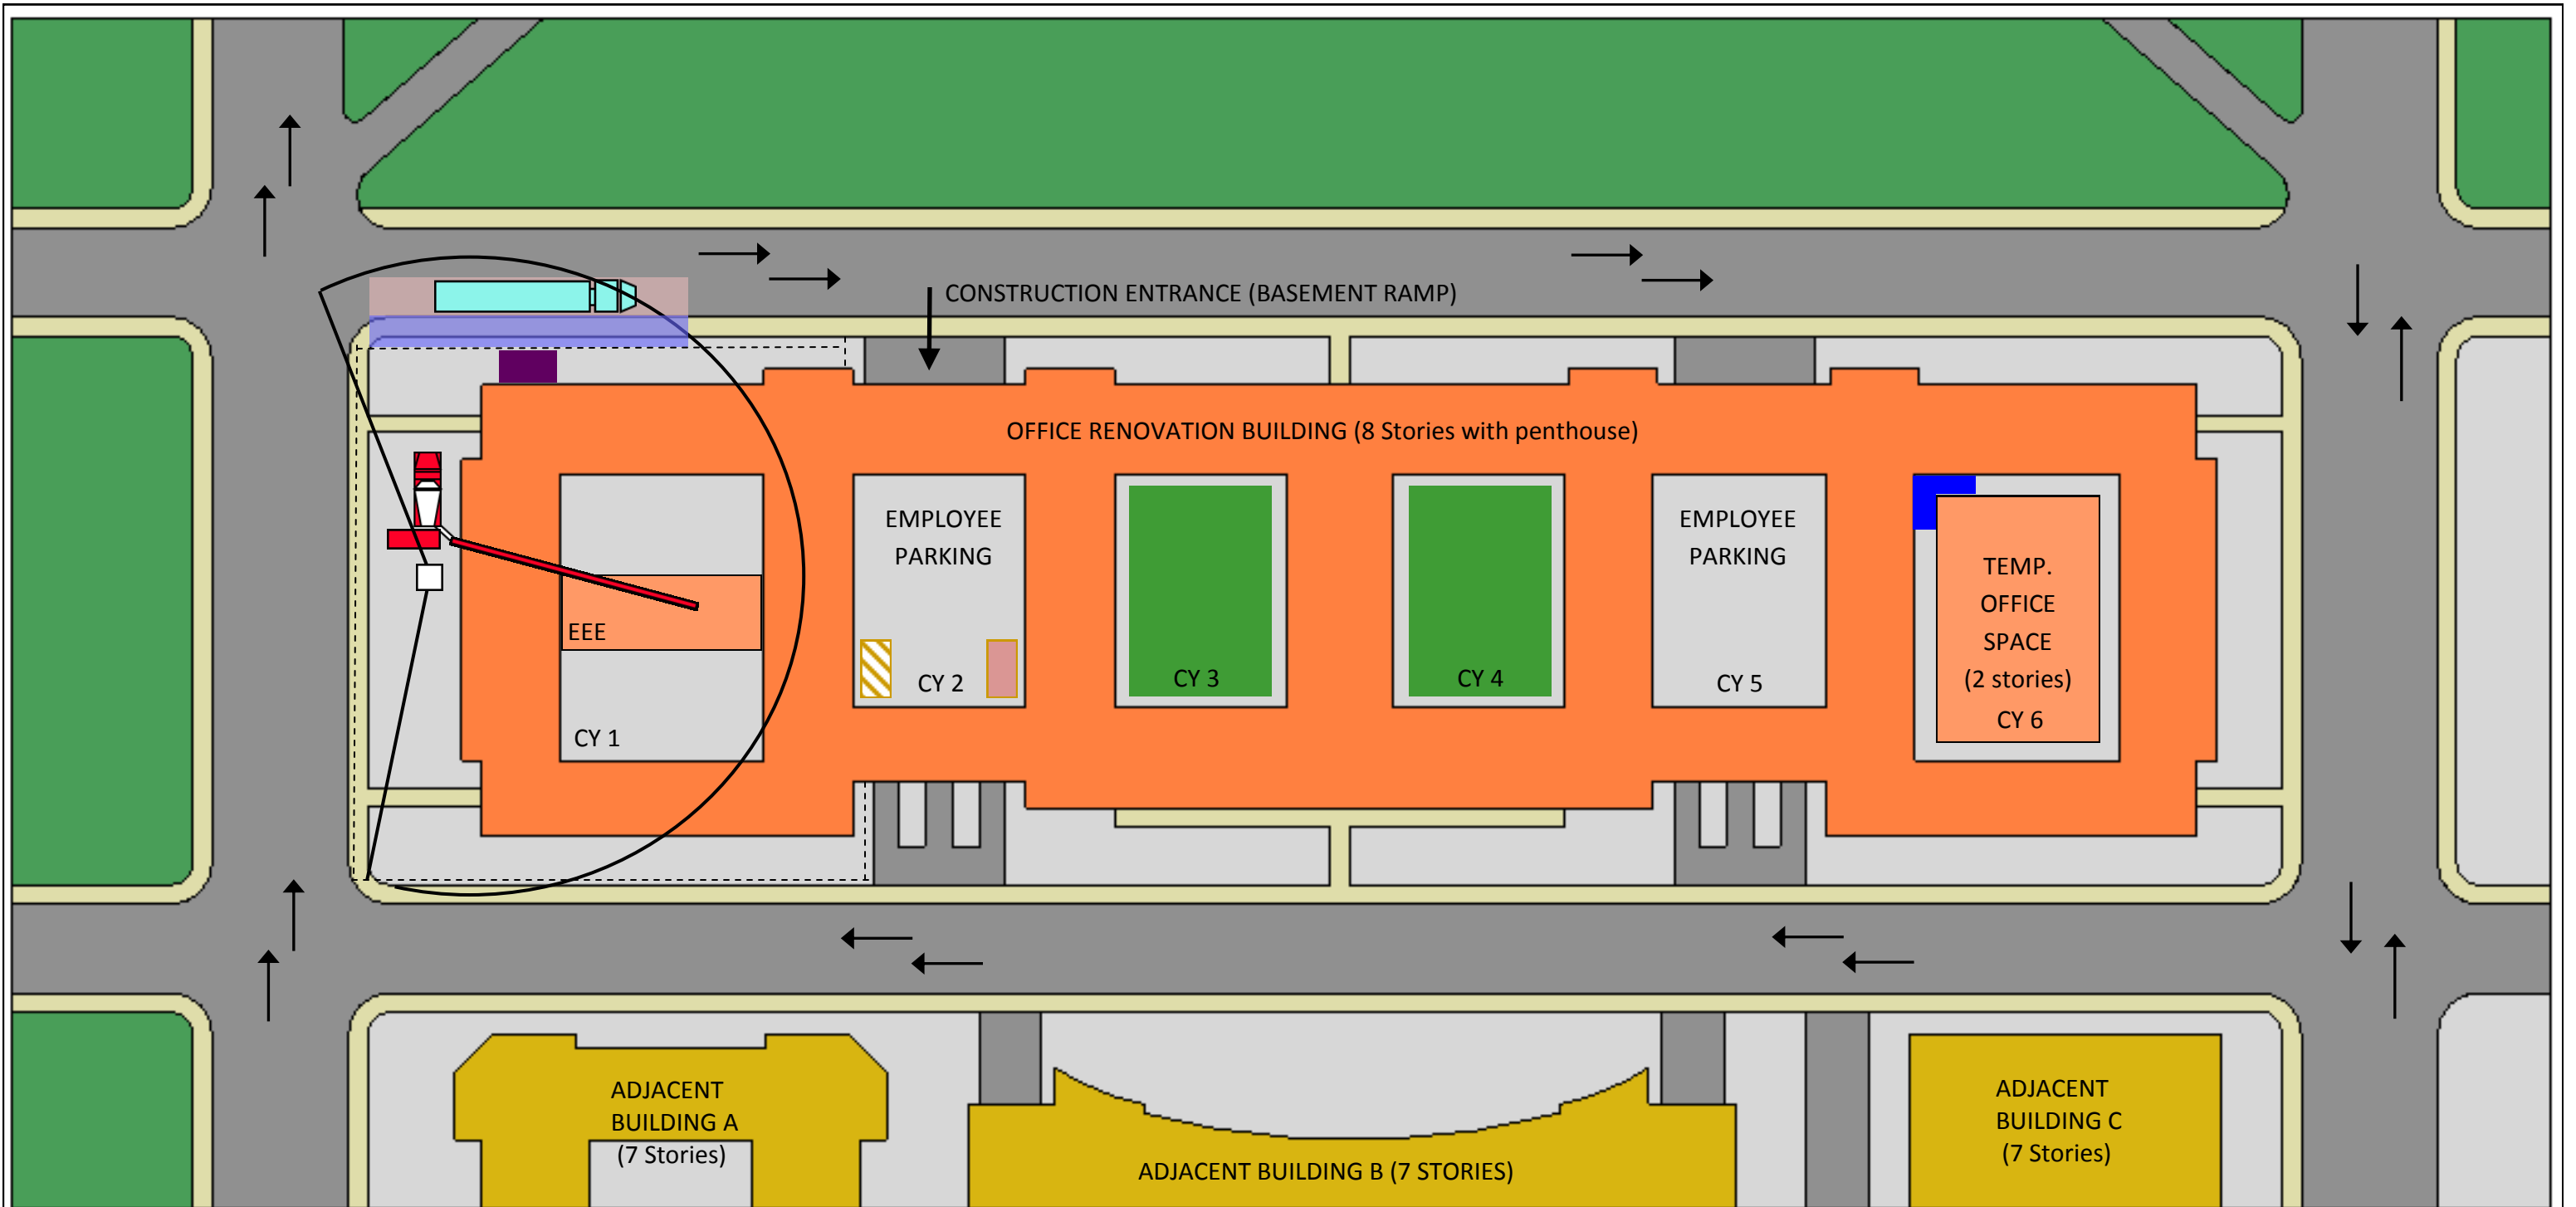 CONSTRUCTION ENTRANCE (BASEMENT RAMP)
OFFICE RENOVATION BUILDING (8 Stories with penthouse)
EEE
CY 1
EMPLOYEE
PARKING
CY 2
CY 3
CY 4
EMPLOYEE
PARKING
CY 5
TEMP.
OFFICE
SPACE
(2 stories)
CY 6
ADJACENT
BUILDING A
(7 Stories)
ADJACENT BUILDING B (7 STORIES)
ADJACENT
BUILDING C
(7 Stories)